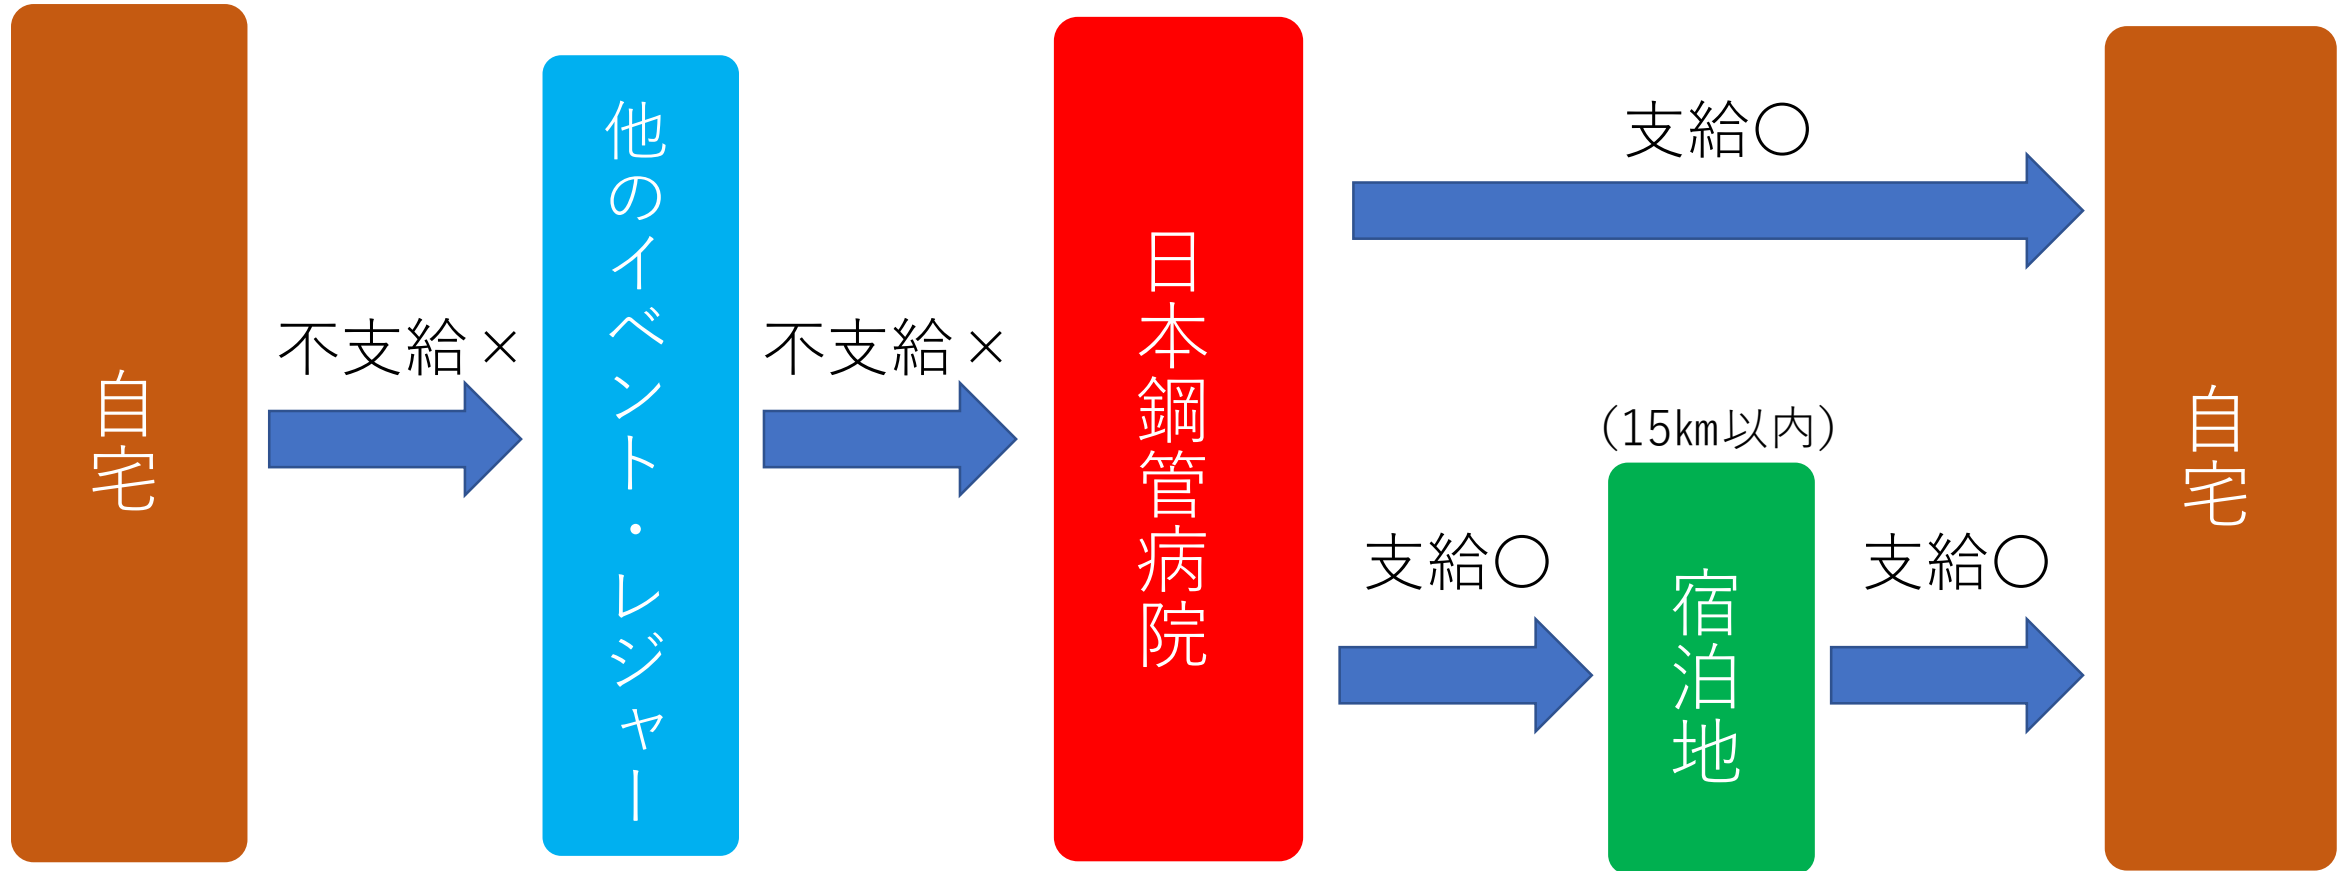 自宅
不支給×
他のイベント・レジャー
不支給×
日本鋼管病院
支給〇
(15km以内)
支給〇
宿泊地
支給〇
自宅